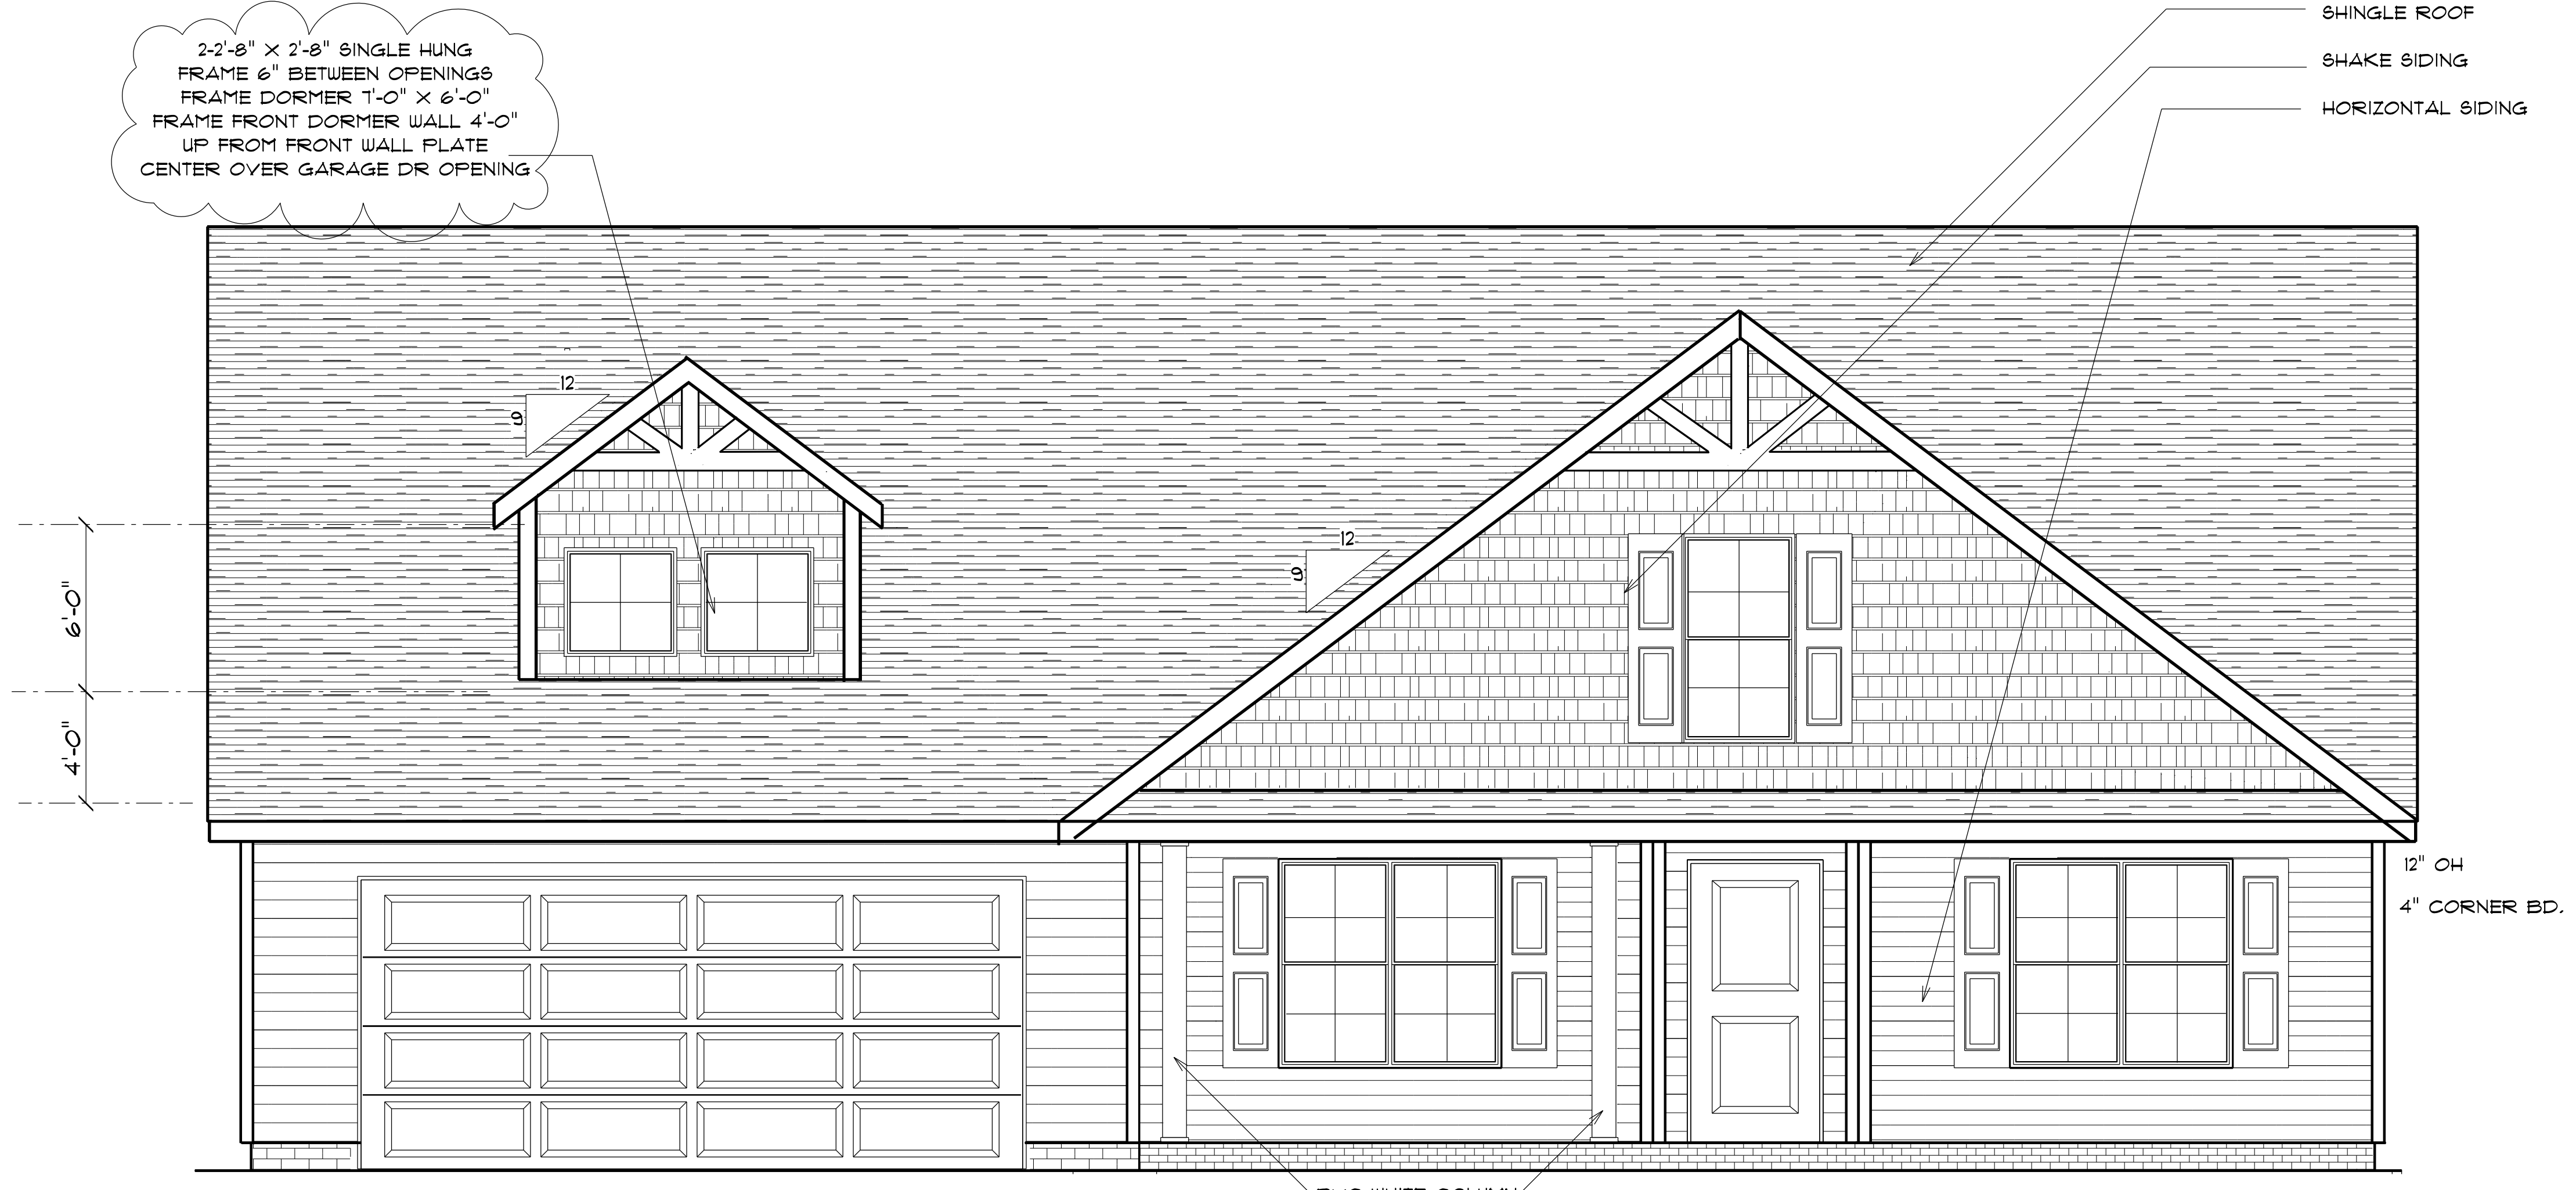 2-2'-8" X 2'-8" SINGLE HUNG
FRAME 6" BETWEEN OPENINGS
FRAME DORMER 7'-0" X 6'-0"
FRAME FRONT DORMER WALL 4'-0"
UP FROM FRONT WALL PLATE
CENTER OVER GARAGE DR OPENING
SHINGLE ROOF
SHAKE SIDING
HORIZONTAL SIDING
12
9
12
9
6'-0"
4'-0"
12" OH
4" CORNER BD.